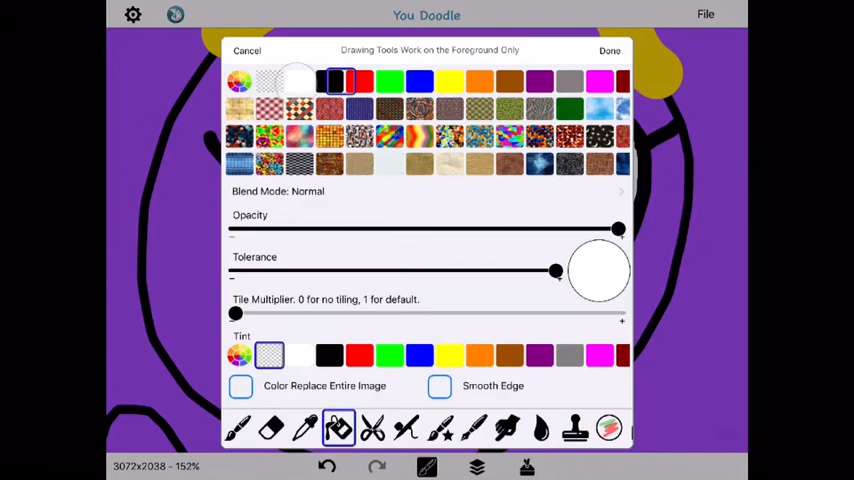 You Doodle
File
Cancel
Drawing Tools Work on the Foreground Only
Done
Blend Mode: Normal
Opacity
Tolerance
Tile Multiplier. 0 for no tiling, 1 for default.
Tint
Color Replace Entire Image
Smooth Edge
3072x2038 - 152%